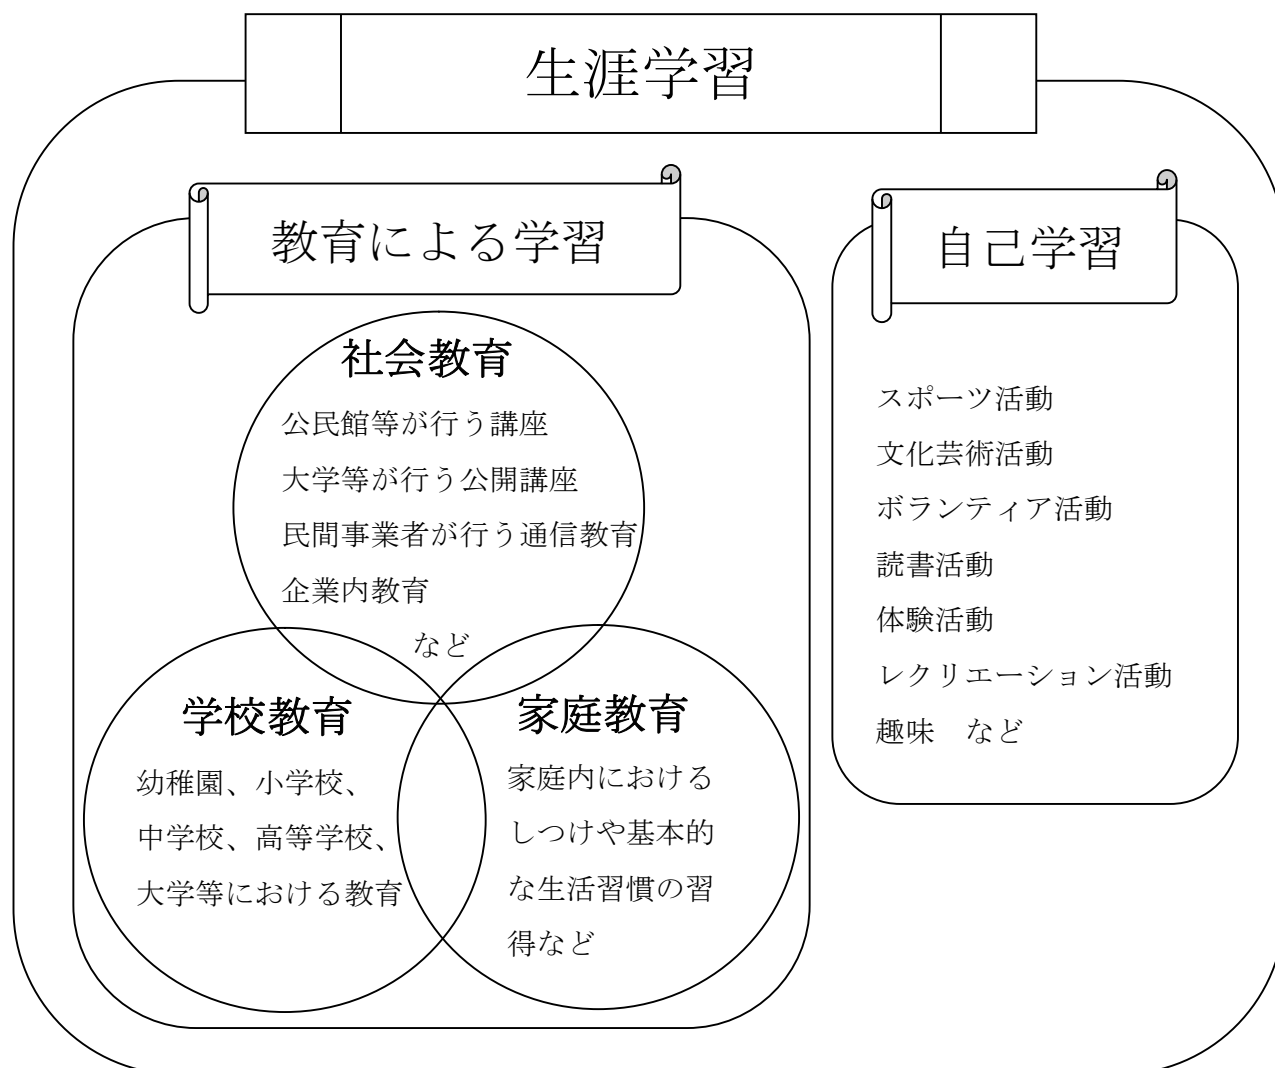 生涯学習
教育による学習
社会教育
公民館等が行う講座
大学等が行う公開講座
民間事業者が行う通信教育
企業内教育
など
学校教育
幼稚園、小学校、
中学校、高等学校、
大学等における教育
家庭教育
家庭内における
しつけや基本的
な生活習慣の習
得など
自己学習
スポーツ活動
文化芸術活動
ボランティア活動
読書活動
体験活動
レクリエーション活動
趣味　など